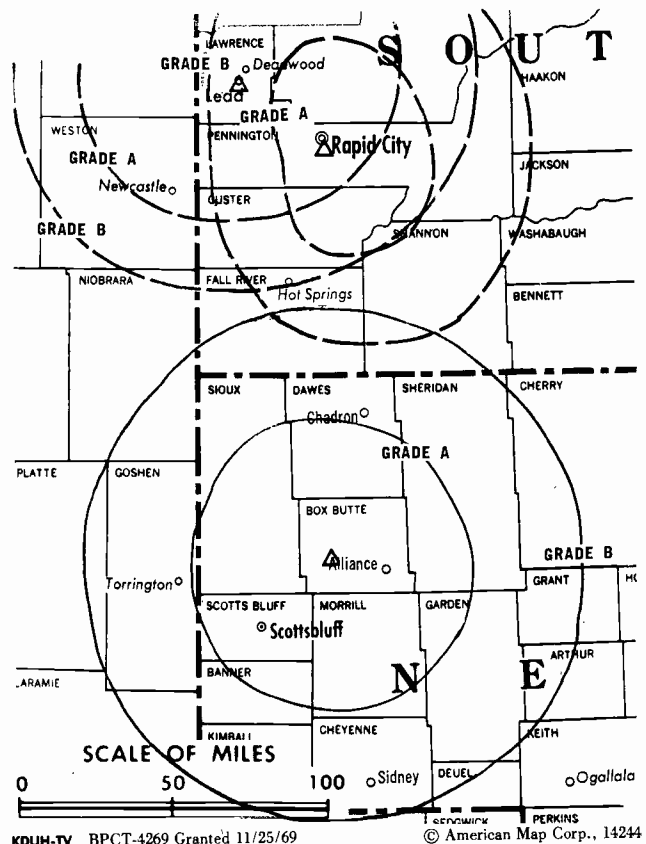 LAWRENCE
S O U T
GRADE B
Deadwood
HAAKON
Lead
GRADE A
WESTON
PENNINGTON
Rapid City
GRADE A
JACKSON
Newcastle
CUSTER
GRADE B
SHANNON
WASHABAUGH
NIOBRARA
FALL RIVER
Hot Springs
BENNETT
SIOUX
DAWES
SHERIDAN
CHERRY
Chadron
GRADE A
PLATTE
GOSHEN
BOX BUTTE
GRADE B
Alliance
Torrington
GRANT
HO
SCOTTS BLUFF
MORRILL
GARDEN
Scottsbluff
ARTHUR
LARAMIE
BANNER
N E
KIMBALL
CHEYENNE
KEITH
SCALE OF MILES
DEUEL
0 50 100
Sidney
Ogallala
SEDGWICK
PERKINS
KDUH-TV BPCT-4269 Granted 11/25/69
© American Map Corp., 14244